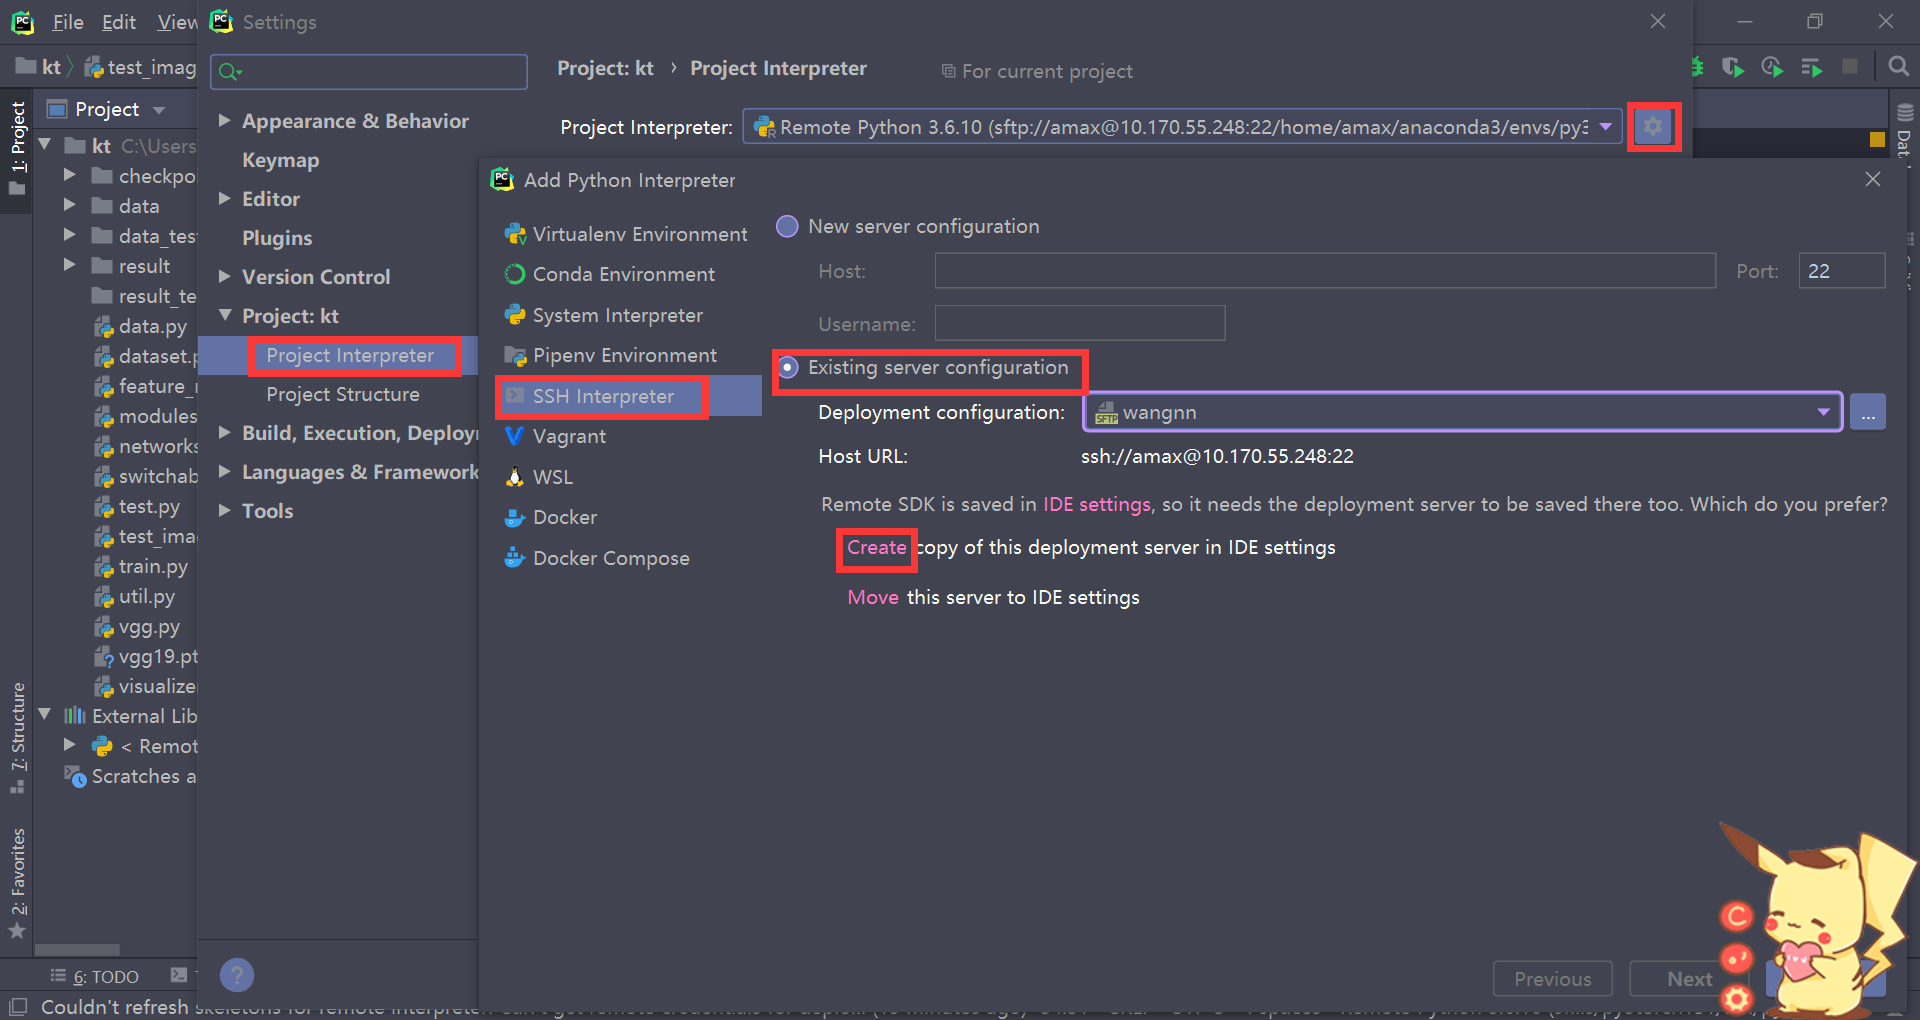 File Edit View
Settings
kt test_imag
Project: kt › Project Interpreter
For current project
1: Project
Project
Project Interpreter: Remote Python 3.6.10 (sftp://amax@10.170.55.248:22/home/amax/anaconda3/envs/py3
kt C:\Users
checkpoi
data
data_tes
result
result_te
data.py
dataset.p
feature_
modules
networks
switchab
test.py
test_ima
train.py
util.py
vgg.py
vgg19.pt
visualize
External Lib
< Remot
Scratches a
7: Structure
2: Favorites
Appearance & Behavior
Keymap
Editor
Plugins
Version Control
Project: kt
Project Interpreter
Project Structure
Build, Execution, Deploy
Languages & Framework
Tools
?
Add Python Interpreter
Virtualenv Environment
Conda Environment
System Interpreter
Pipenv Environment
SSH Interpreter
Vagrant
WSL
Docker
Docker Compose
New server configuration
Host:
Port: 22
Username:
Existing server configuration
Deployment configuration: wangnn ...
Host URL: ssh://amax@10.170.55.248:22
Remote SDK is saved in IDE settings, so it needs the deployment server to be saved there too. Which do you prefer?
Create copy of this deployment server in IDE settings
Move this server to IDE settings
Previous
Next
6: TODO
Couldn't refresh skeletons for remote interpreter